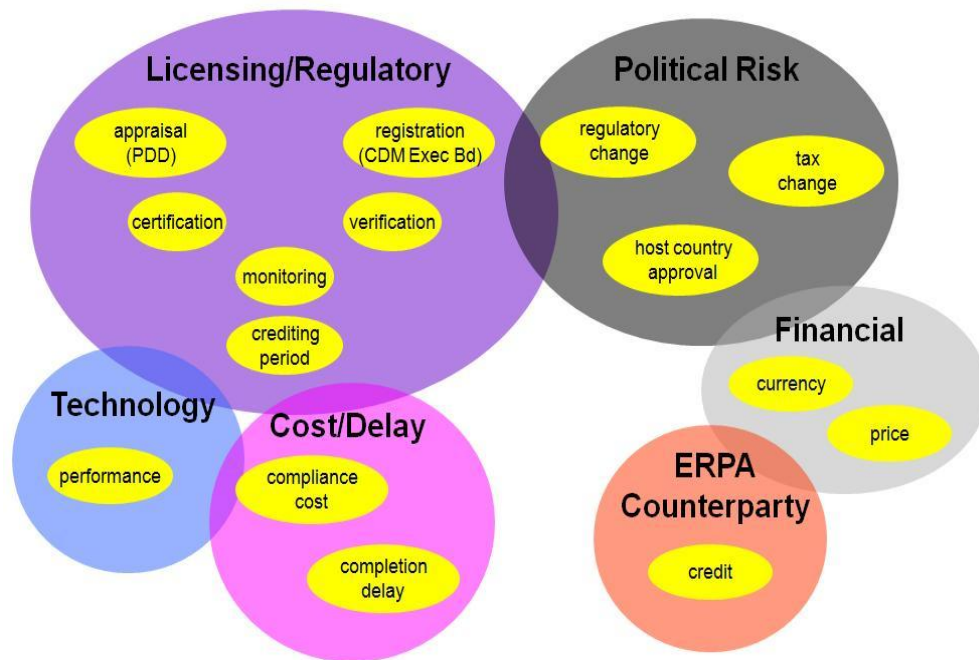 Licensing/Regulatory
appraisal
(PDD)
registration
(CDM Exec Bd)
certification
verification
monitoring
crediting
period
Political Risk
regulatory
change
tax
change
host country
approval
Financial
currency
price
Technology
performance
Cost/Delay
compliance
cost
completion
delay
ERPA
Counterparty
credit